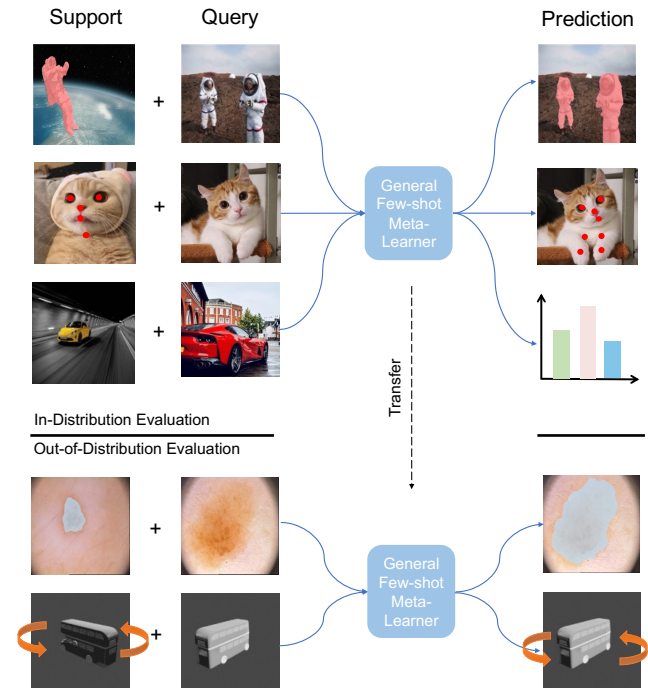 Support
Query
Prediction
+
General
Few-shot
Meta-
Learner
+
+
Transfer
In-Distribution Evaluation
Out-of-Distribution Evaluation
+
General
Few-shot
Meta-
Learner
+